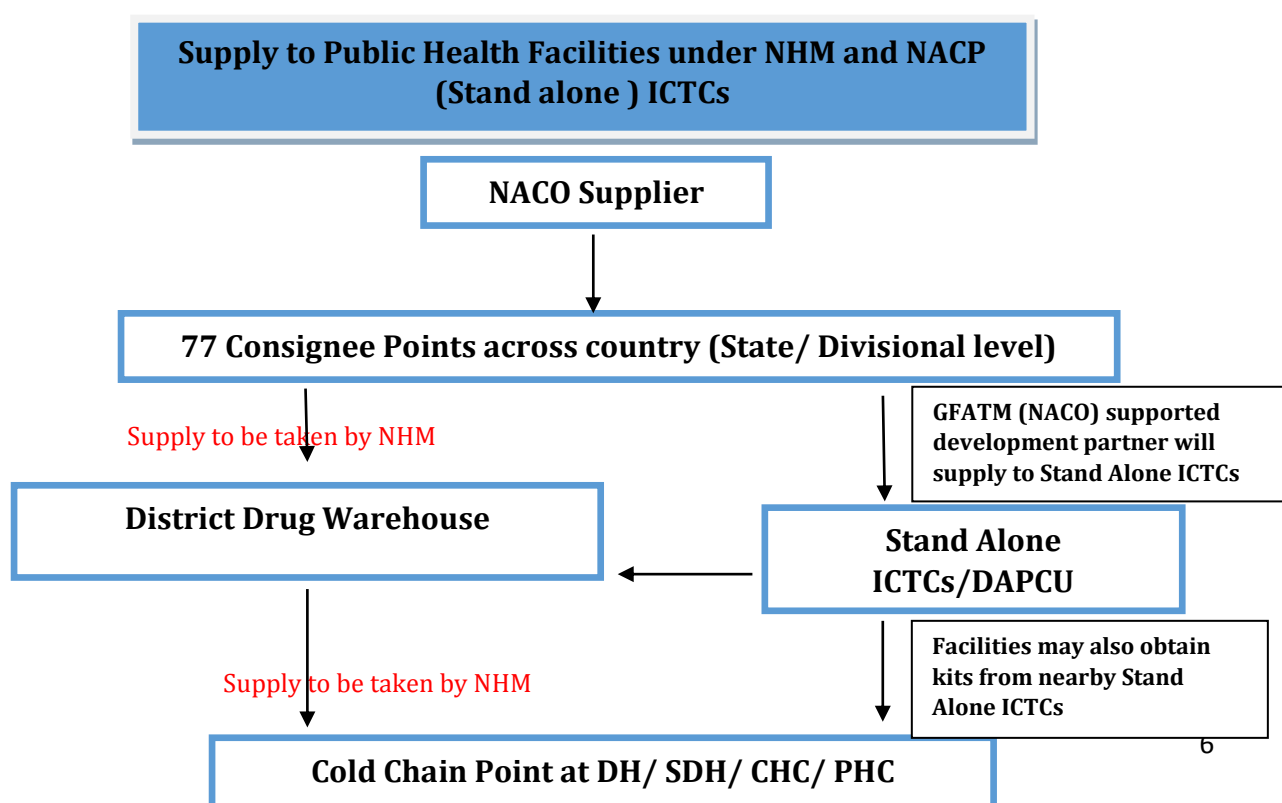 Supply to Public Health Facilities under NHM and NACP
(Stand alone ) ICTCs
NACO Supplier
77 Consignee Points across country (State/ Divisional level)
Supply to be taken by NHM
GFATM (NACO) supported
development partner will
supply to Stand Alone ICTCs
District Drug Warehouse
Stand Alone
ICTCs/DAPCU
Supply to be taken by NHM
Facilities may also obtain
kits from nearby Stand
Alone ICTCs
6
Cold Chain Point at DH/ SDH/ CHC/ PHC